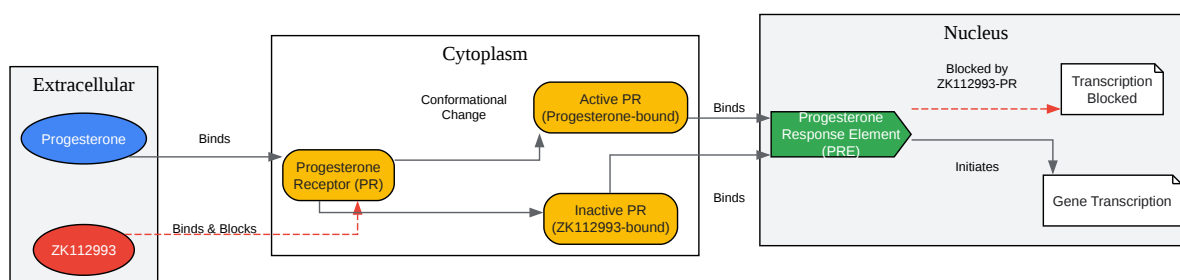 Extracellular
Progesterone
ZK112993
Binds
Binds & Blocks
Cytoplasm
Progesterone
Receptor (PR)
Conformational
Change
Active PR
(Progesterone-bound)
Inactive PR
(ZK112993-bound)
Binds
Binds
Nucleus
Progesterone
Response Element
(PRE)
Blocked by
ZK112993-PR
Transcription
Blocked
Initiates
Gene Transcription